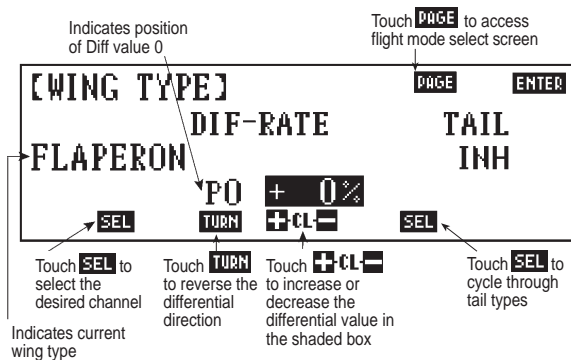 Indicates position
of Diff value 0
Touch PAGE to access
flight mode select screen
[WING TYPE]
PAGE
ENTER
DIF-RATE
TAIL
FLAPERON
INH
P0
+ 0%
SEL
TURN
+CL-
SEL
Touch SEL to
select the
desired channel
Touch TURN
to reverse the
differential
direction
Touch +CL-
to increase or
decrease the
differential value in
the shaded box
Touch SEL to
cycle through
tail types
Indicates current
wing type